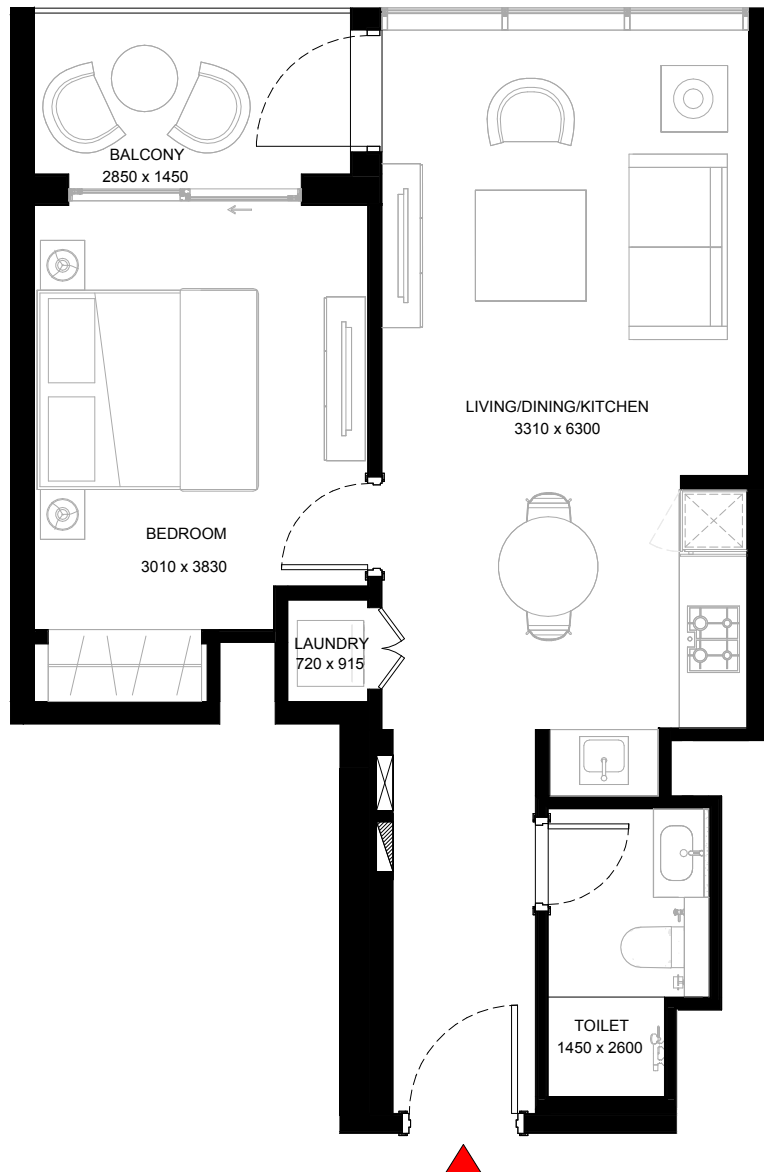 BALCONY
2850 x 1450
LIVING/DINING/KITCHEN
3310 x 6300
BEDROOM
3010 x 3830
LAUNDRY
720 x 915
TOILET
1450 x 2600